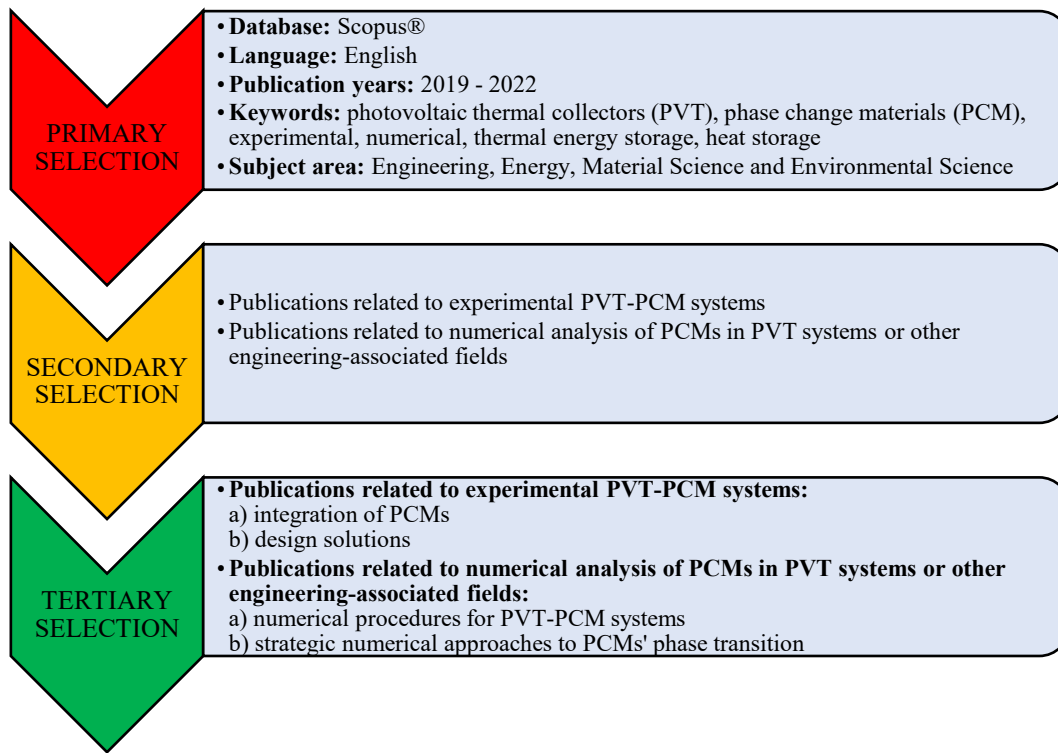 PRIMARY
SELECTION
• Database: Scopus®
• Language: English
• Publication years: 2019 - 2022
• Keywords: photovoltaic thermal collectors (PVT), phase change materials (PCM),
experimental, numerical, thermal energy storage, heat storage
• Subject area: Engineering, Energy, Material Science and Environmental Science
SECONDARY
SELECTION
• Publications related to experimental PVT-PCM systems
• Publications related to numerical analysis of PCMs in PVT systems or other
engineering-associated fields
TERTIARY
SELECTION
• Publications related to experimental PVT-PCM systems:
a) integration of PCMs
b) design solutions
• Publications related to numerical analysis of PCMs in PVT systems or other
engineering-associated fields:
a) numerical procedures for PVT-PCM systems
b) strategic numerical approaches to PCMs' phase transition